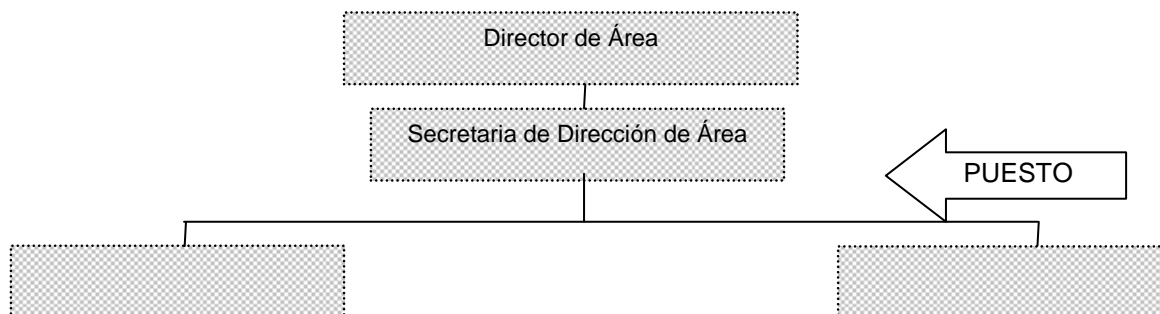 Director de Área
Secretaria de Dirección de Área
PUESTO